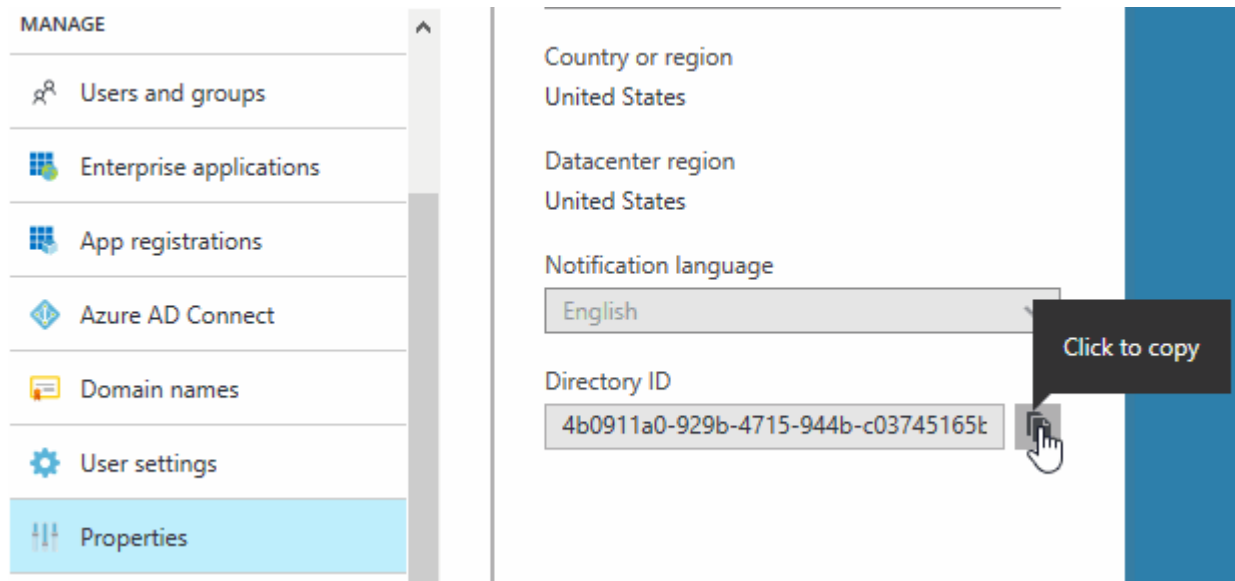 MANAGE
Users and groups
Enterprise applications
App registrations
Azure AD Connect
Domain names
User settings
Properties
Country or region
United States
Datacenter region
United States
Notification language
English
Click to copy
Directory ID
4b0911a0-929b-4715-944b-c03745165b